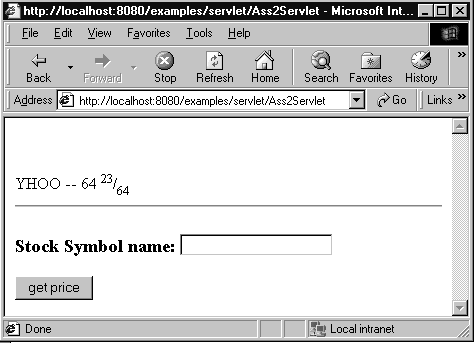 http://localhost:8080/examples/servlet/Ass2Servlet - Microsoft Int...
File Edit View Favorites Tools Help
Back Forward Stop Refresh Home Search Favorites History »
Address http://localhost:8080/examples/servlet/Ass2Servlet Go Links »
YHOO -- 64 23/64
Stock Symbol name:
get price
Done Local intranet